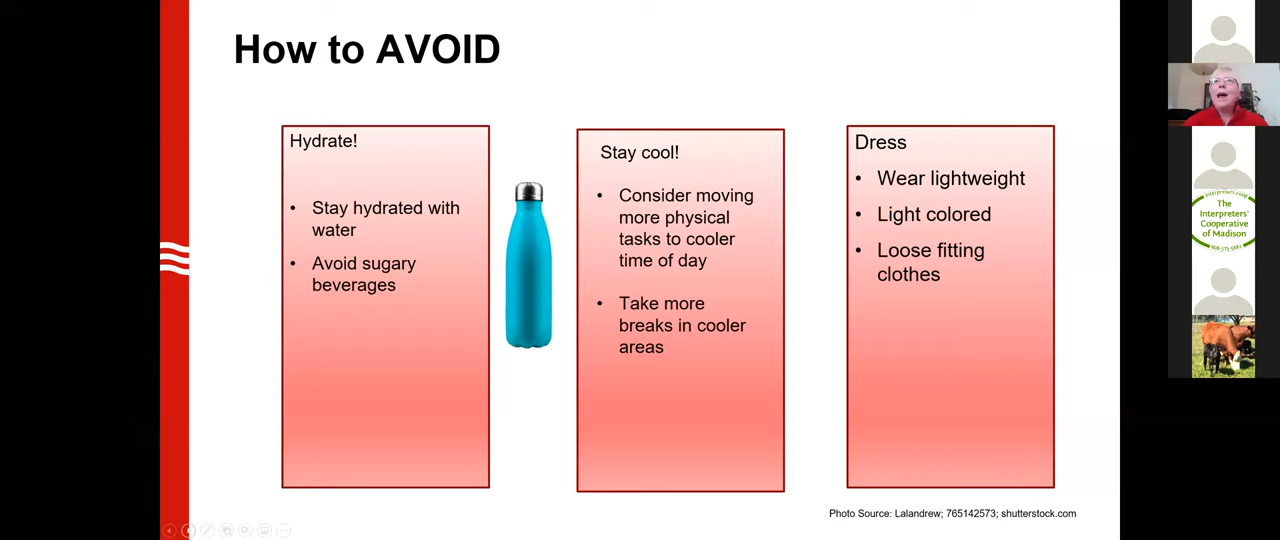 How to AVOID
Hydrate!
• Stay hydrated with
water
• Avoid sugary
beverages
Stay cool!
• Consider moving
more physical
tasks to cooler
time of day
• Take more
breaks in cooler
areas
Dress
• Wear lightweight
• Light colored
• Loose fitting
clothes
Photo Source: Lalandrew; 765142573; shutterstock.com
The
Interpreters'
Cooperative
of Madison